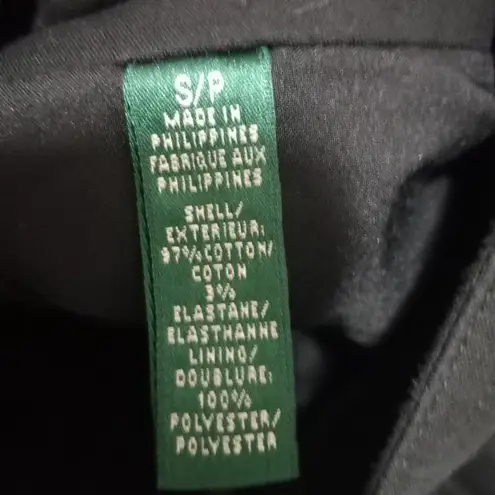 S/P
MADE IN
PHILIPPINES
FABRIQUE AUX
PHILIPPINES
SHELL/
EXTERIEUR:
97% COTTON/
COTON
3%
ELASTANE/
ELASTHANNE
LINING/
DOUBLURE:
100%
POLYESTER/
POLYESTER